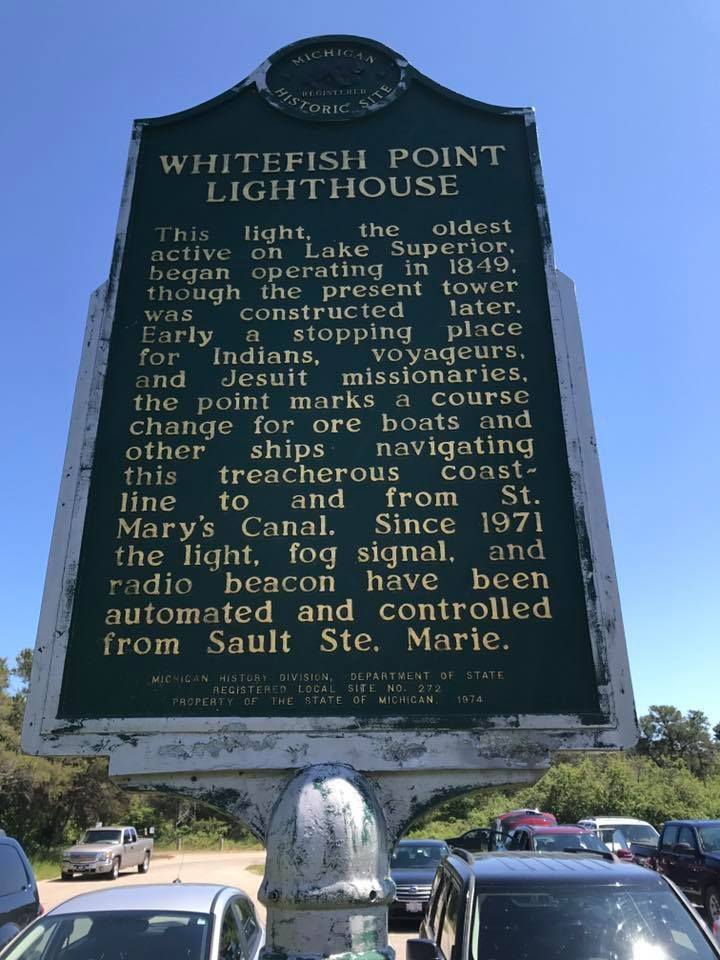 MICHIGAN
REGISTERED
HISTORIC SITE
WHITEFISH POINT
LIGHTHOUSE
This light, the oldest
active on Lake Superior,
began operating in 1849,
though the present tower
was constructed later.
Early a stopping place
for Indians, voyageurs,
and Jesuit missionaries,
the point marks a course
change for ore boats and
other ships navigating
this treacherous coast-
line to and from St.
Mary's Canal. Since 1971
the light, fog signal, and
radio beacon have been
automated and controlled
from Sault Ste. Marie.
MICHIGAN HISTORY DIVISION, DEPARTMENT OF STATE
REGISTERED LOCAL SITE NO. 272
PROPERTY OF THE STATE OF MICHIGAN, 1974